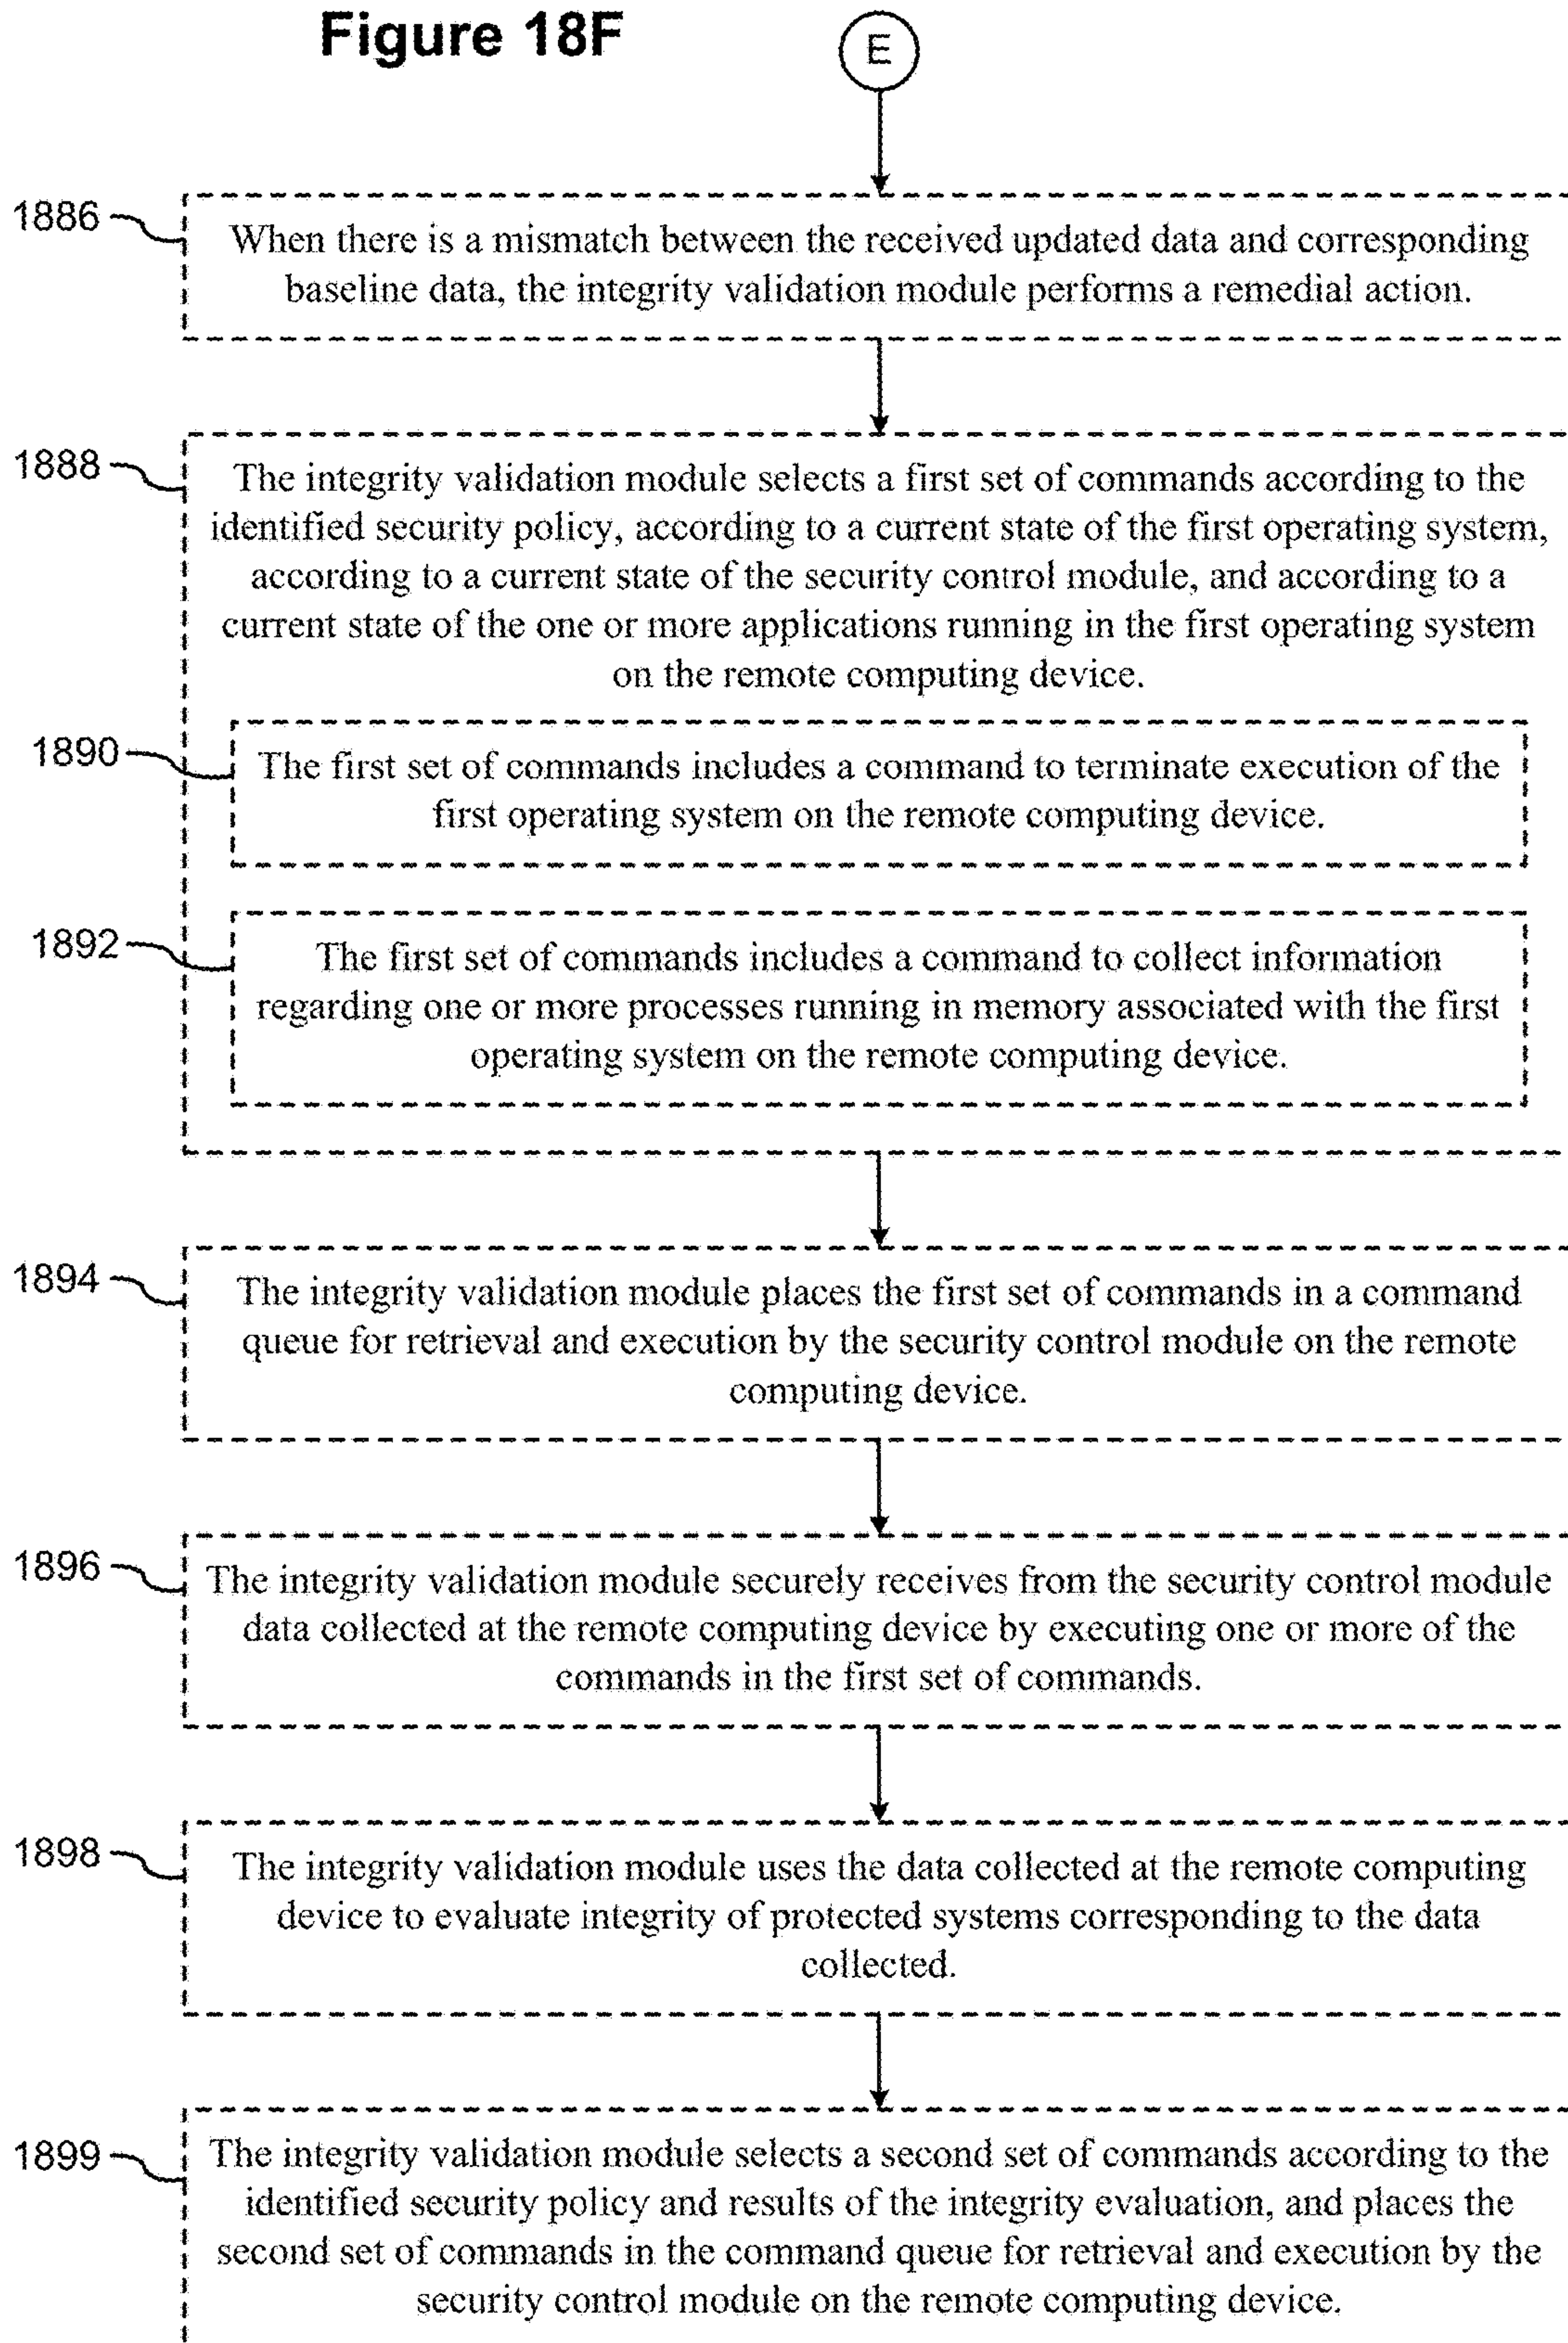 Figure 18F
E
1886
When there is a mismatch between the received updated data and corresponding
baseline data, the integrity validation module performs a remedial action.
1888
The integrity validation module selects a first set of commands according to the
identified security policy, according to a current state of the first operating system,
according to a current state of the security control module, and according to a
current state of the one or more applications running in the first operating system
on the remote computing device.
1890
The first set of commands includes a command to terminate execution of the
first operating system on the remote computing device.
1892
The first set of commands includes a command to collect information
regarding one or more processes running in memory associated with the first
operating system on the remote computing device.
1894
The integrity validation module places the first set of commands in a command
queue for retrieval and execution by the security control module on the remote
computing device.
1896
The integrity validation module securely receives from the security control module
data collected at the remote computing device by executing one or more of the
commands in the first set of commands.
1898
The integrity validation module uses the data collected at the remote computing
device to evaluate integrity of protected systems corresponding to the data
collected.
1899
The integrity validation module selects a second set of commands according to the
identified security policy and results of the integrity evaluation, and places the
second set of commands in the command queue for retrieval and execution by the
security control module on the remote computing device.